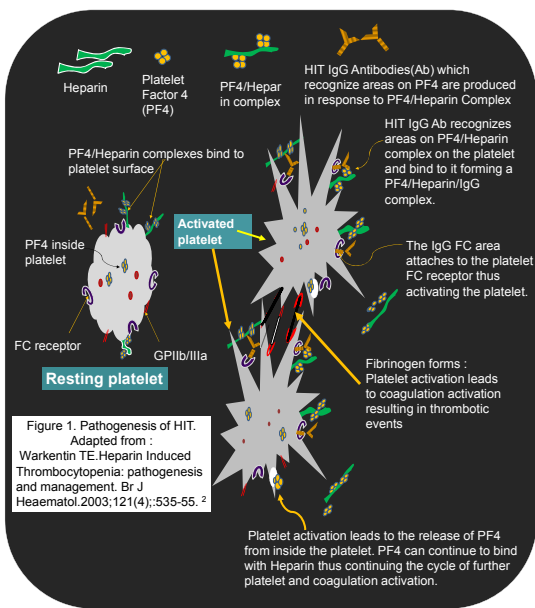 Heparin
Platelet
Factor 4
(PF4)
PF4/Hepar
in complex
HIT IgG Antibodies(Ab) which
recognize areas on PF4 are produced
in response to PF4/Heparin Complex
HIT IgG Ab recognizes
areas on PF4/Heparin
complex on the platelet
and bind to it forming a
PF4/Heparin/IgG
complex.
PF4/Heparin complexes bind to
platelet surface
Activated
platelet
PF4 inside
platelet
The IgG FC area
attaches to the platelet
FC receptor thus
activating the platelet.
FC receptor
GPIIb/IIIa
Resting platelet
Fibrinogen forms :
Platelet activation leads
to coagulation activation
resulting in thrombotic
events
Figure 1. Pathogenesis of HIT.
Adapted from :
Warkentin TE.Heparin Induced
Thrombocytopenia: pathogenesis
and management. Br J
Heaematol.2003;121(4);:535-55. 2
Platelet activation leads to the release of PF4
from inside the platelet. PF4 can continue to bind
with Heparin thus continuing the cycle of further
platelet and coagulation activation.